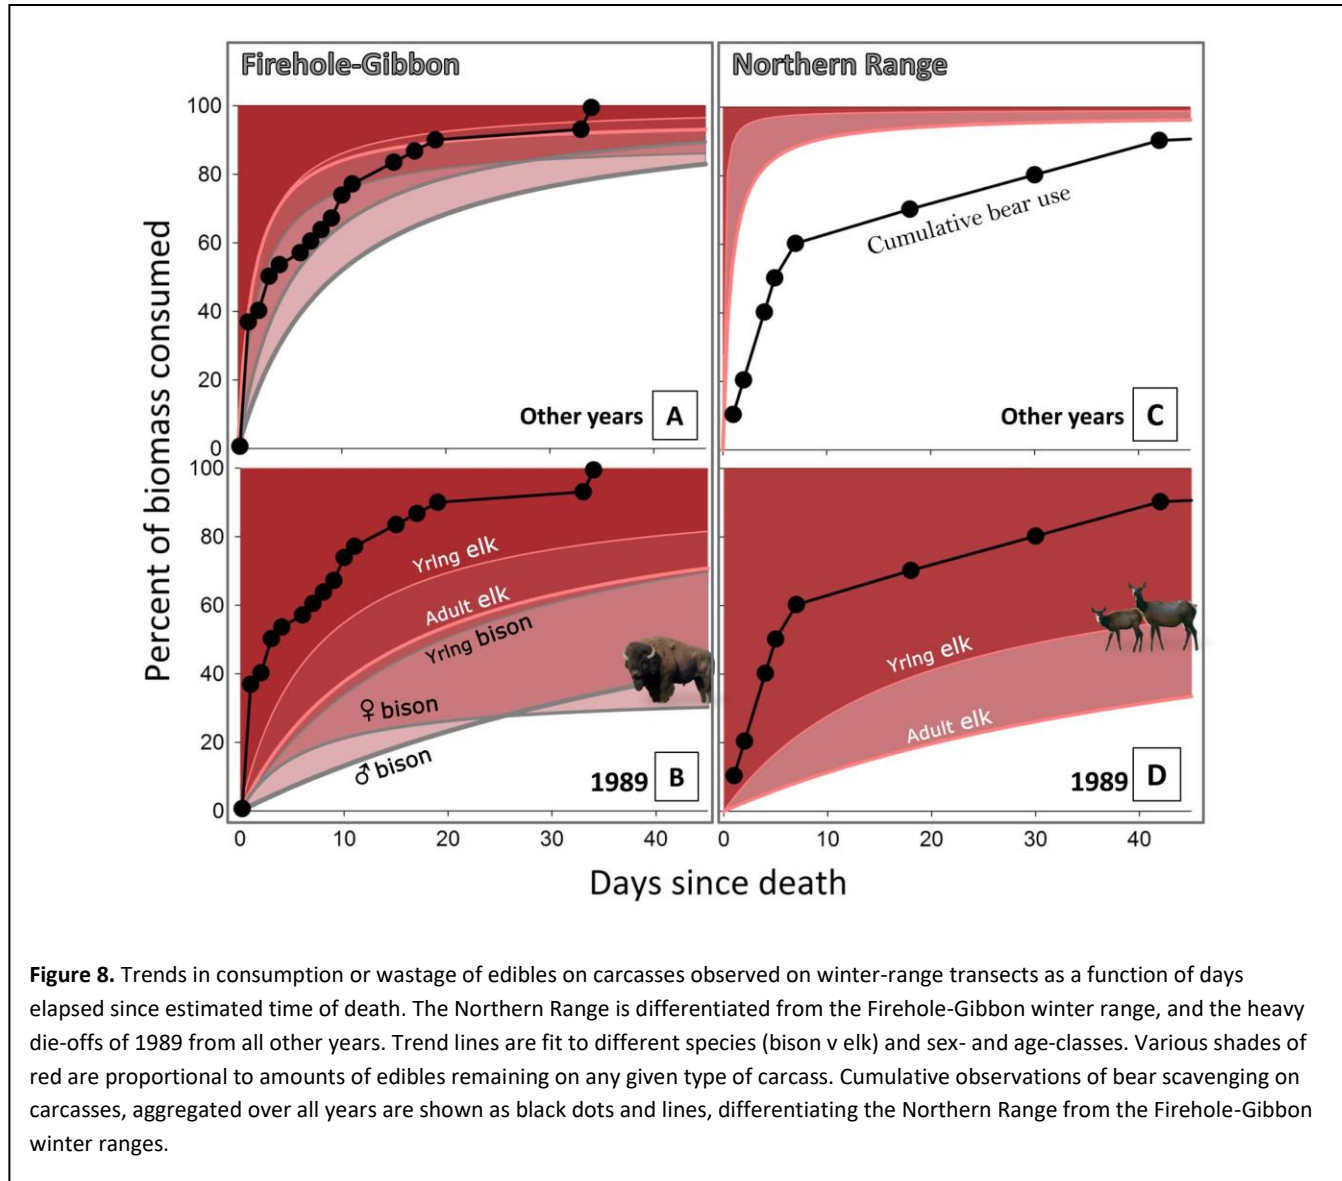 Firehole-Gibbon
Northern Range
Percent of biomass consumed
100
80
60
40
20
0
Other years A
Cumulative bear use
Other years C
100
80
60
40
20
0
Yrlng elk
Adult elk
Yrlng bison
♀ bison
♂ bison
1989 B
Yrlng elk
Adult elk
1989 D
0 10 20 30 40 0 10 20 30 40
Days since death
Figure 8. Trends in consumption or wastage of edibles on carcasses observed on winter-range transects as a function of days
elapsed since estimated time of death. The Northern Range is differentiated from the Firehole-Gibbon winter range, and the heavy
die-offs of 1989 from all other years. Trend lines are fit to different species (bison v elk) and sex- and age-classes. Various shades of
red are proportional to amounts of edibles remaining on any given type of carcass. Cumulative observations of bear scavenging on
carcasses, aggregated over all years are shown as black dots and lines, differentiating the Northern Range from the Firehole-Gibbon
winter ranges.